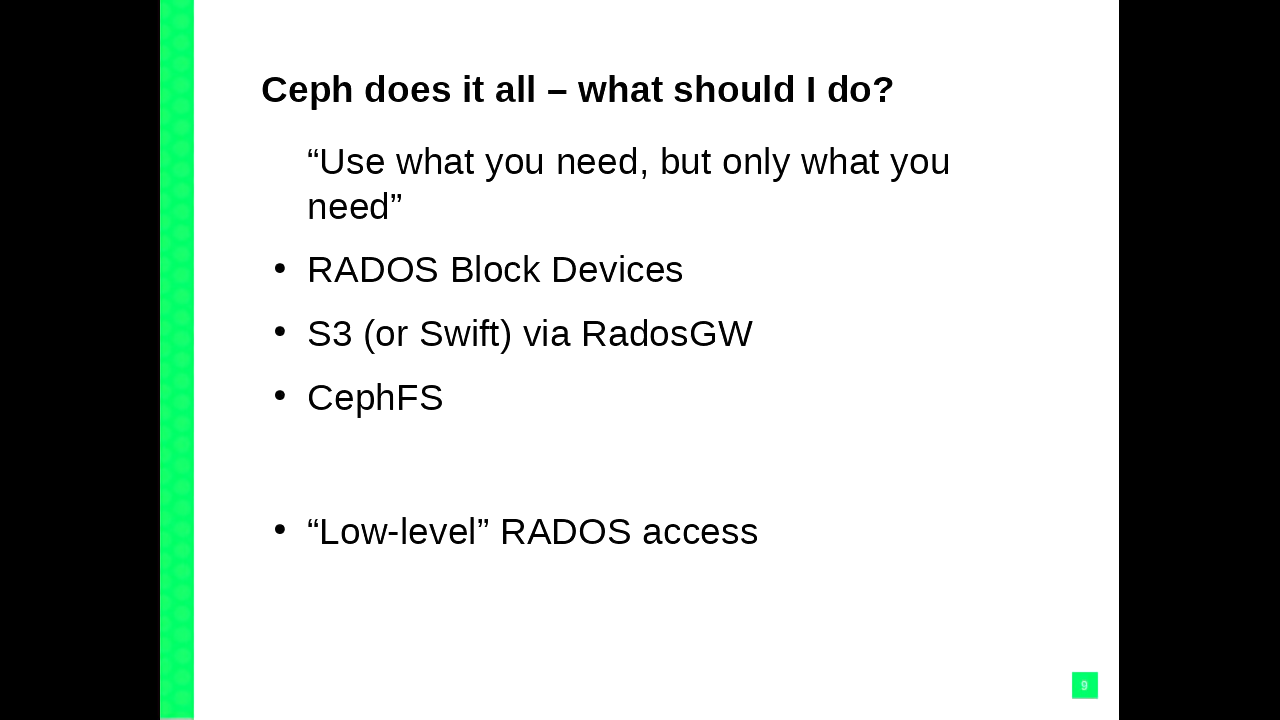 Ceph does it all – what should I do?
“Use what you need, but only what you
need”
• RADOS Block Devices
• S3 (or Swift) via RadosGW
• CephFS
• “Low-level” RADOS access
9